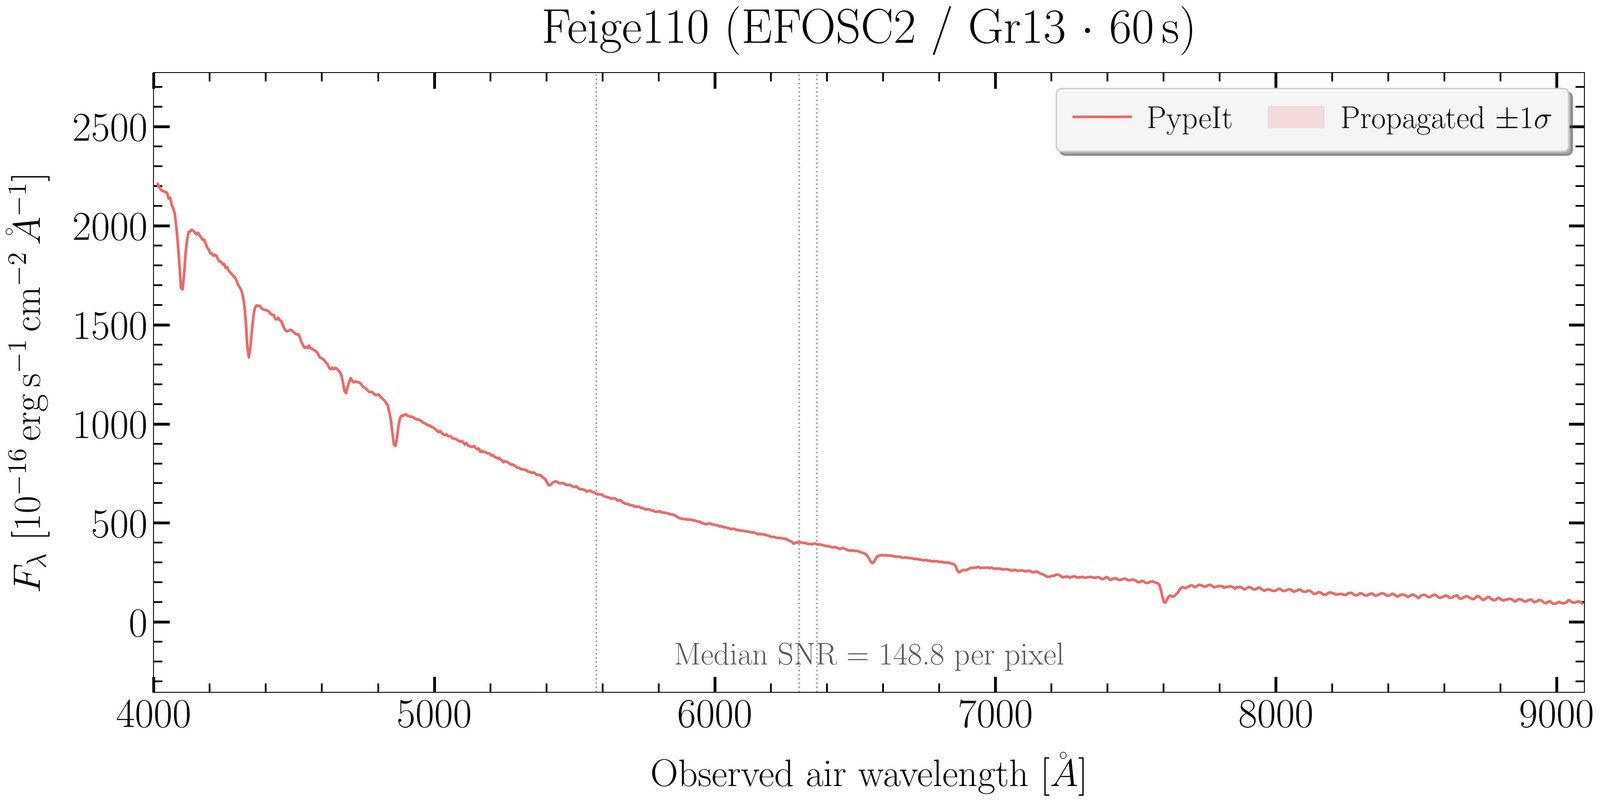 Feige110 (EFOSC2 / Gr13 · 60 s)
PypeIt Propagated ±1σ
2500
2000
1500
1000
500
0
F_λ [10⁻¹⁶ erg s⁻¹ cm⁻² Å⁻¹]
Median SNR = 148.8 per pixel
4000 5000 6000 7000 8000 9000
Observed air wavelength [Å]